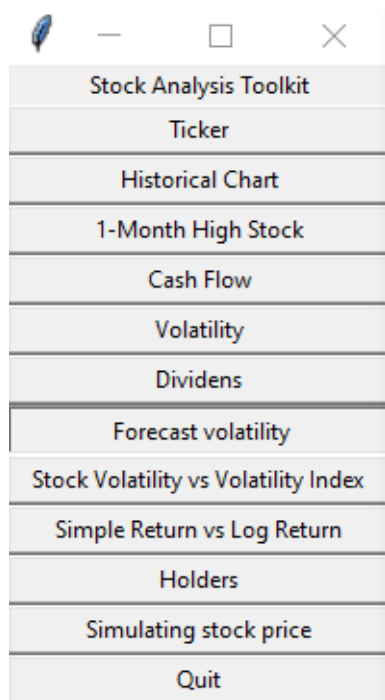 Stock Analysis Toolkit
Ticker
Historical Chart
1-Month High Stock
Cash Flow
Volatility
Dividens
Forecast volatility
Stock Volatility vs Volatility Index
Simple Return vs Log Return
Holders
Simulating stock price
Quit